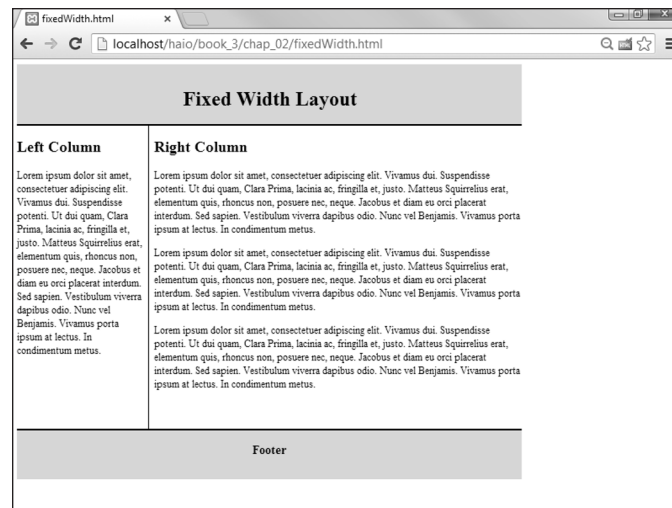 fixedWidth.html
localhost/haio/book_3/chap_02/fixedWidth.html
Fixed Width Layout
Left Column
Lorem ipsum dolor sit amet,
consectetuer adipiscing elit.
Vivamus dui. Suspendisse
potenti. Ut dui quam, Clara
Prima, lacinia ac, fringilla et,
justo. Matteus Squirrelius erat,
elementum quis, rhoncus non,
posuere nec, neque. Jacobus et
diam eu orci placerat interdum.
Sed sapien. Vestibulum viverra
dapibus odio. Nunc vel
Benjamis. Vivamus porta
ipsum at lectus. In
condimentum metus.
Right Column
Lorem ipsum dolor sit amet, consectetuer adipiscing elit. Vivamus dui. Suspendisse
potenti. Ut dui quam, Clara Prima, lacinia ac, fringilla et, justo. Matteus Squirrelius erat,
elementum quis, rhoncus non, posuere nec, neque. Jacobus et diam eu orci placerat
interdum. Sed sapien. Vestibulum viverra dapibus odio. Nunc vel Benjamis. Vivamus porta
ipsum at lectus. In condimentum metus.
Lorem ipsum dolor sit amet, consectetuer adipiscing elit. Vivamus dui. Suspendisse
potenti. Ut dui quam, Clara Prima, lacinia ac, fringilla et, justo. Matteus Squirrelius erat,
elementum quis, rhoncus non, posuere nec, neque. Jacobus et diam eu orci placerat
interdum. Sed sapien. Vestibulum viverra dapibus odio. Nunc vel Benjamis. Vivamus porta
ipsum at lectus. In condimentum metus.
Lorem ipsum dolor sit amet, consectetuer adipiscing elit. Vivamus dui. Suspendisse
potenti. Ut dui quam, Clara Prima, lacinia ac, fringilla et, justo. Matteus Squirrelius erat,
elementum quis, rhoncus non, posuere nec, neque. Jacobus et diam eu orci placerat
interdum. Sed sapien. Vestibulum viverra dapibus odio. Nunc vel Benjamis. Vivamus porta
ipsum at lectus. In condimentum metus.
Footer